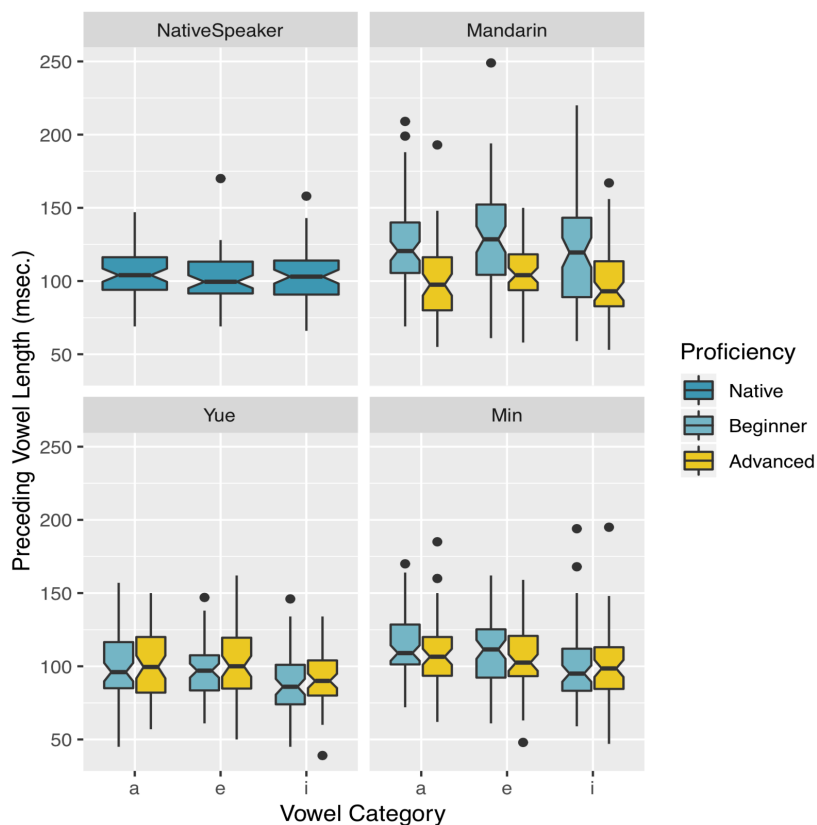 NativeSpeaker
Mandarin
250
200
150
100
50
Yue
Min
250
200
150
100
50
a e i
a e i
Vowel Category
Preceding Vowel Length (msec.)
Proficiency
Native
Beginner
Advanced